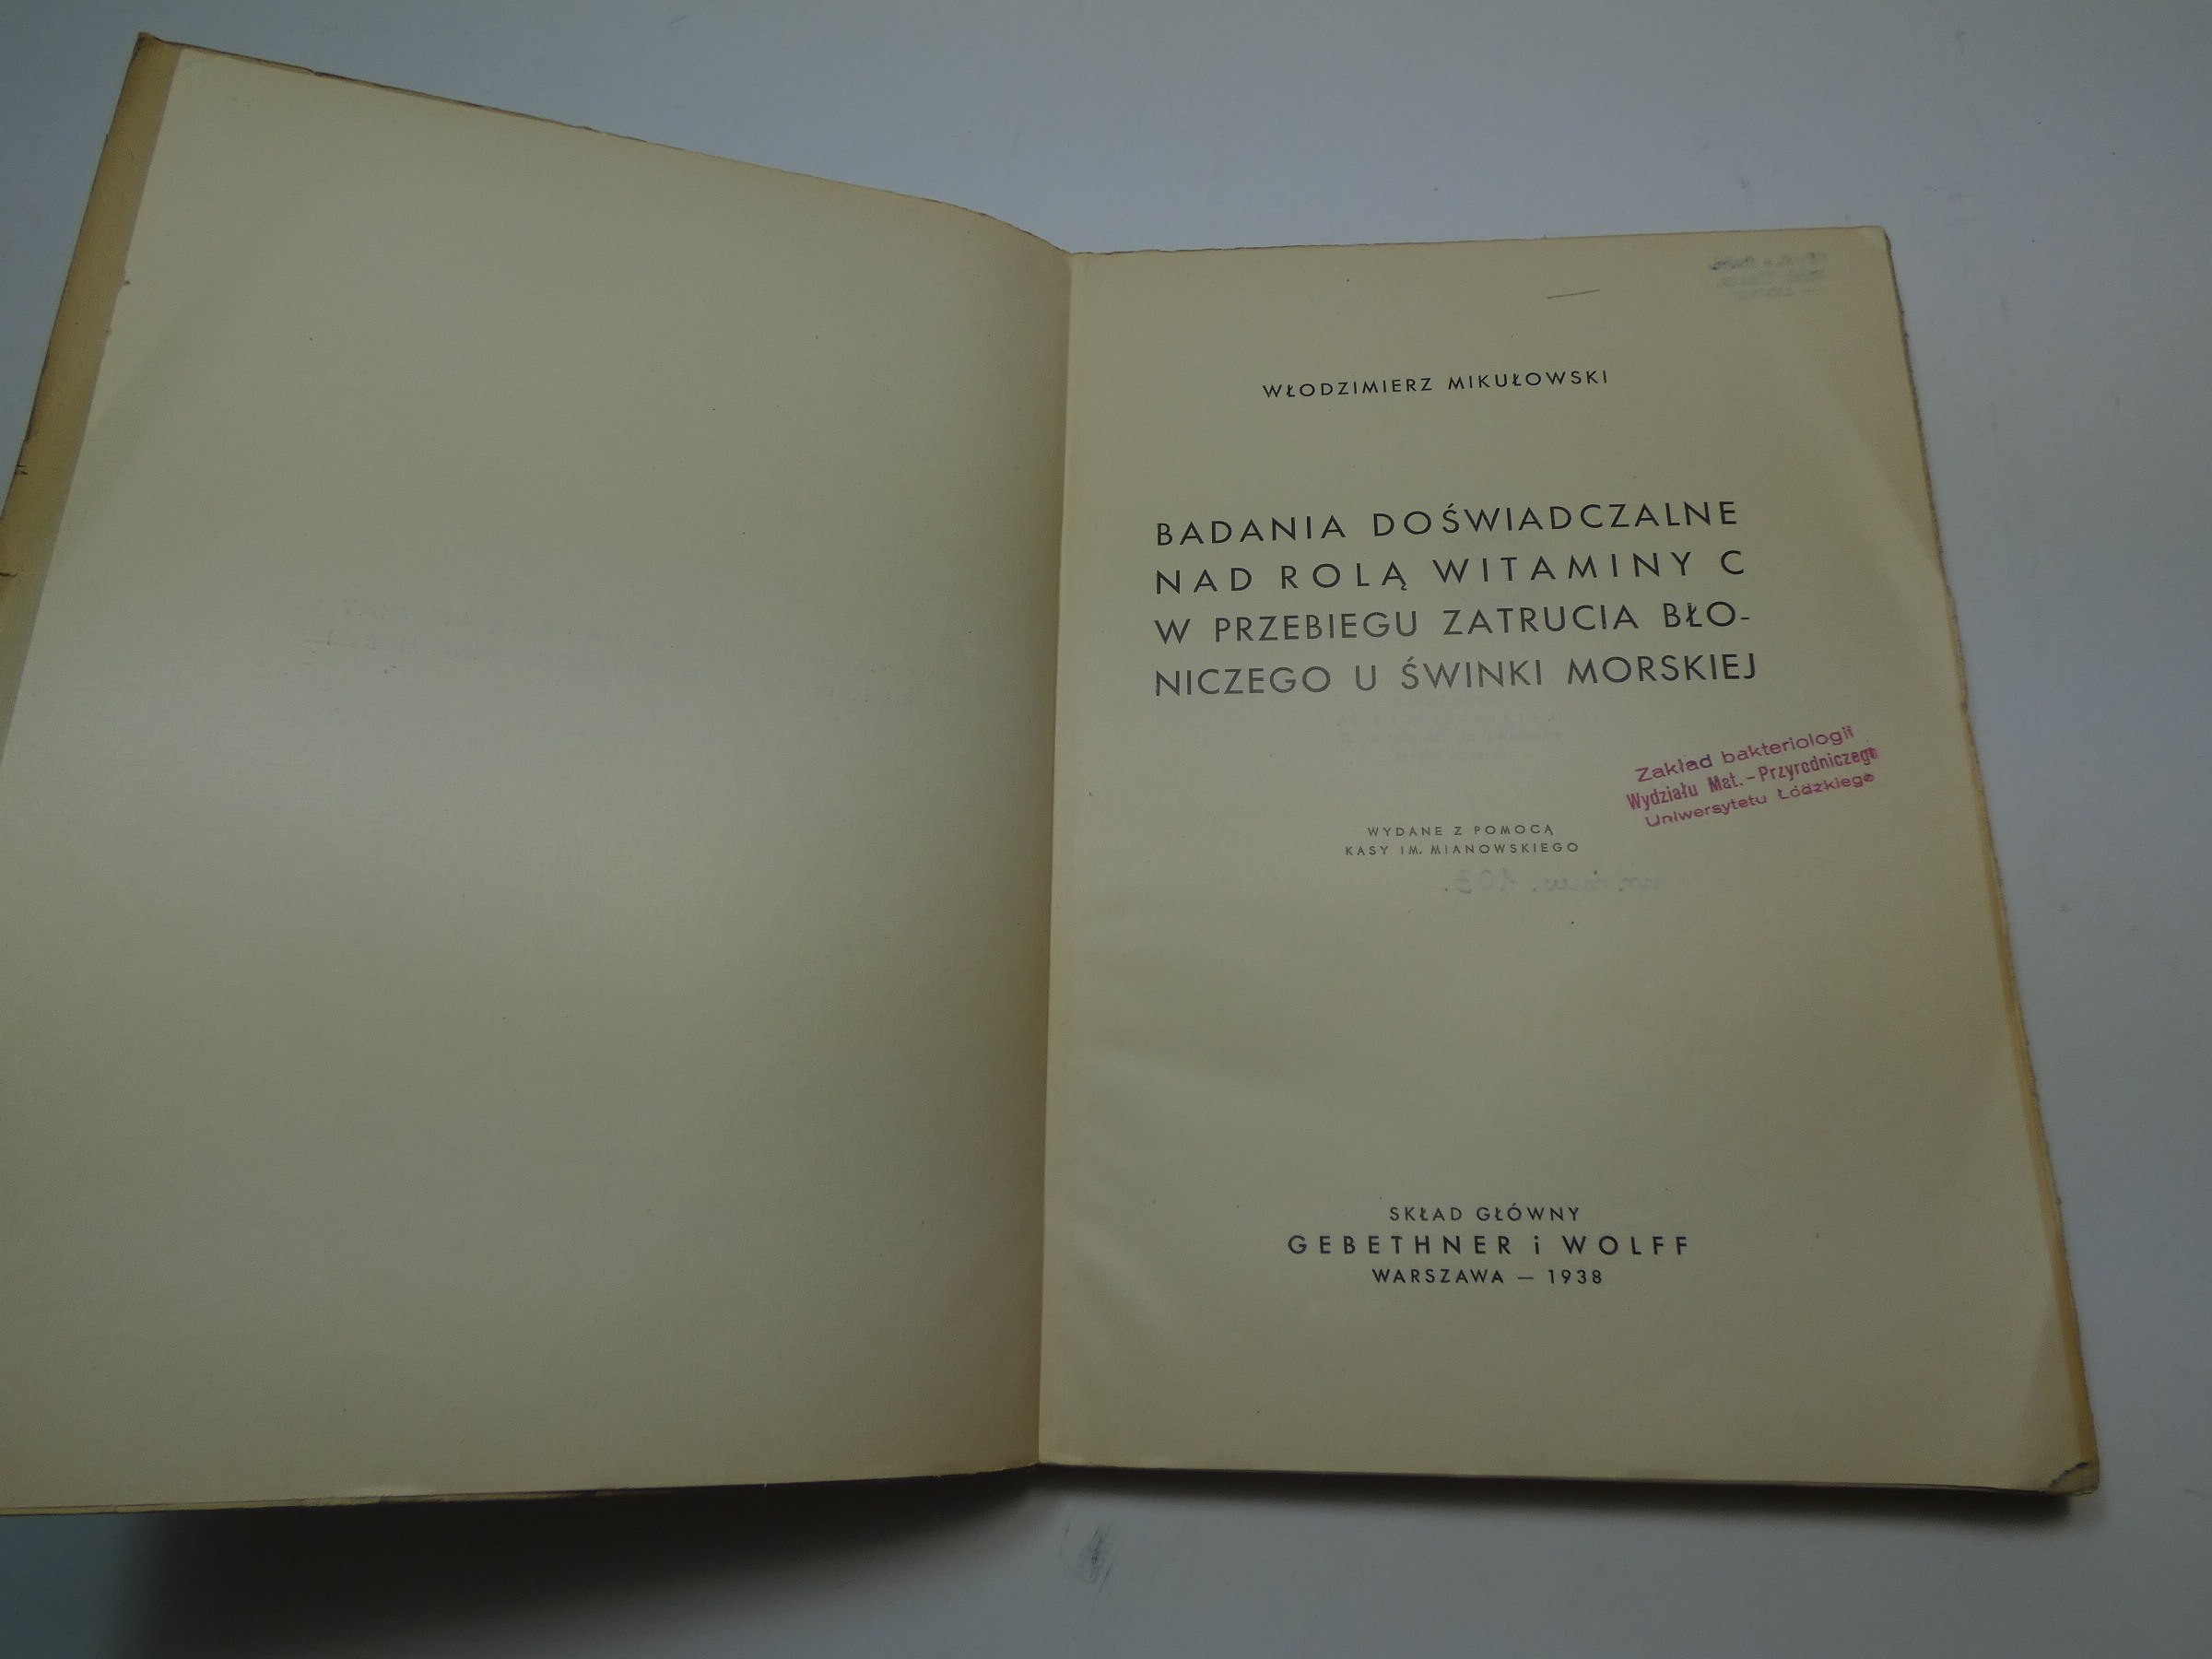 WŁODZIMIERZ MIKUŁOWSKI
BADANIA DOŚWIADCZALNE
NAD ROLĄ WITAMINY C
W PRZEBIEGU ZATRUCIA BŁO-
NICZEGO U ŚWINKI MORSKIEJ
Zakład bakteriologii
Wydziału Mat.-Przyrodniczego
Uniwersytetu Łódzkiego
WYDANE Z POMOCĄ
KASY IM. MIANOWSKIEGO
SKŁAD GŁÓWNY
GEBETHNER i WOLFF
WARSZAWA — 1938